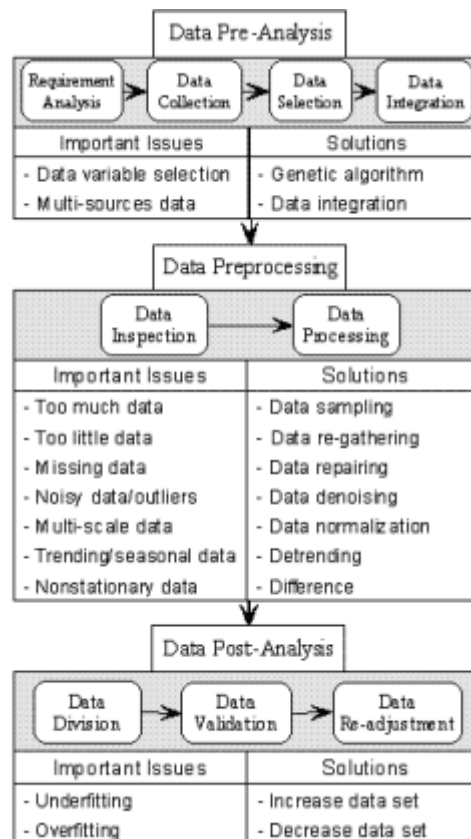 Data Pre-Analysis
Requirement Analysis
Data Collection
Data Selection
Data Integration
Important Issues
Solutions
- Data variable selection
- Genetic algorithm
- Multi-sources data
- Data integration
Data Preprocessing
Data Inspection
Data Processing
Important Issues
Solutions
- Too much data
- Data sampling
- Too little data
- Data re-gathering
- Missing data
- Data repairing
- Noisy data/outliers
- Data denoising
- Multi-scale data
- Data normalization
- Trending/seasonal data
- Detrending
- Nonstationary data
- Difference
Data Post-Analysis
Data Division
Data Validation
Data Re-adjustment
Important Issues
Solutions
- Underfitting
- Increase data set
- Overfitting
- Decrease data set